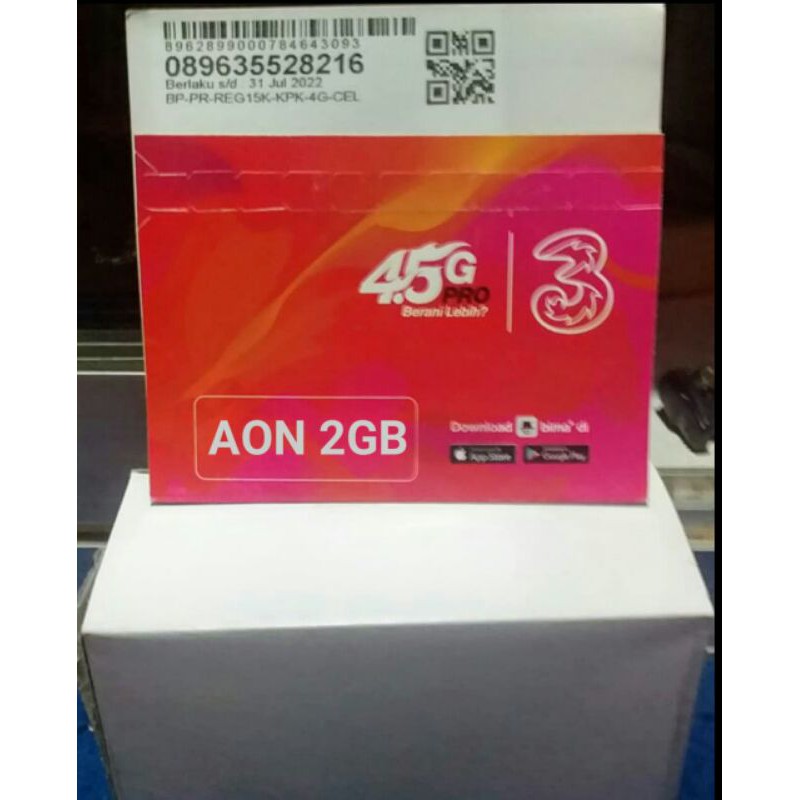 8962899000784643093
089635528216
Berlaku s/d : 31 Jul 2022
BP-PR-REG15K-KPK-4G-CEL
4.5G
PRO
Berani Lebih?
3
AON 2GB
Download bima+ di
App Store
Google Play